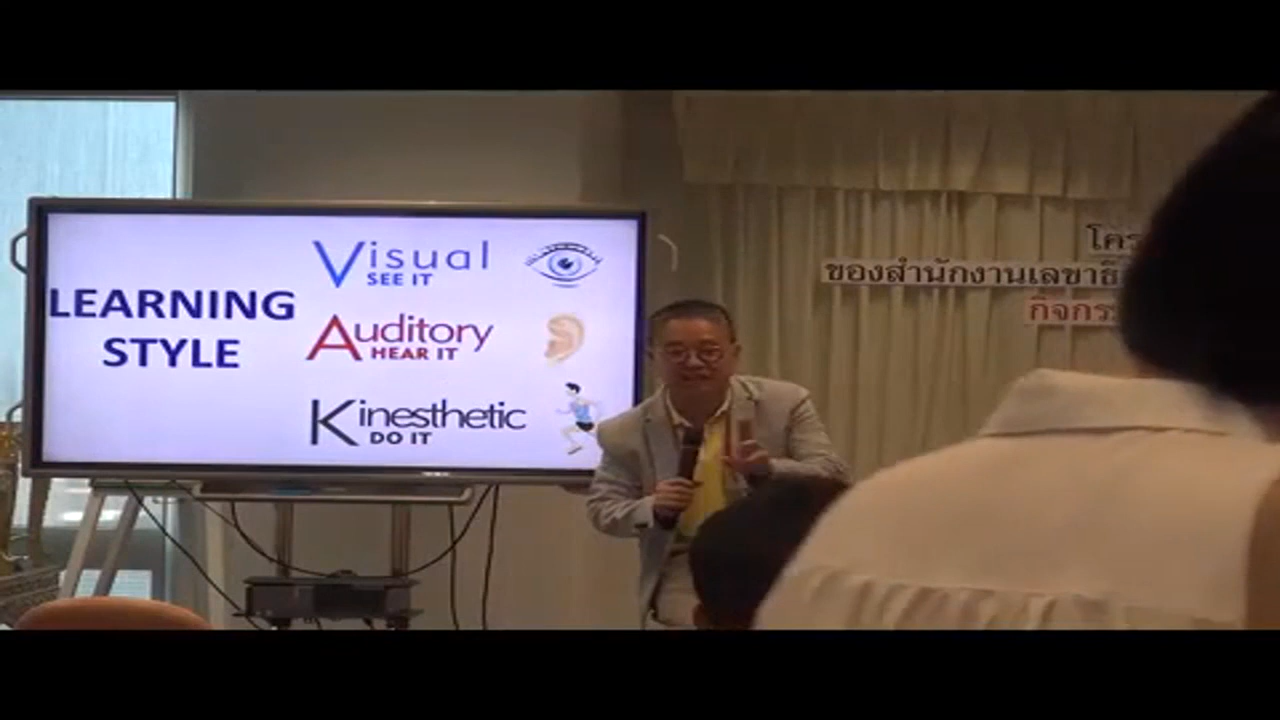 LEARNING
STYLE
Visual
SEE IT
Auditory
HEAR IT
Kinesthetic
DO IT
ของสำนักงานเลขาธิ